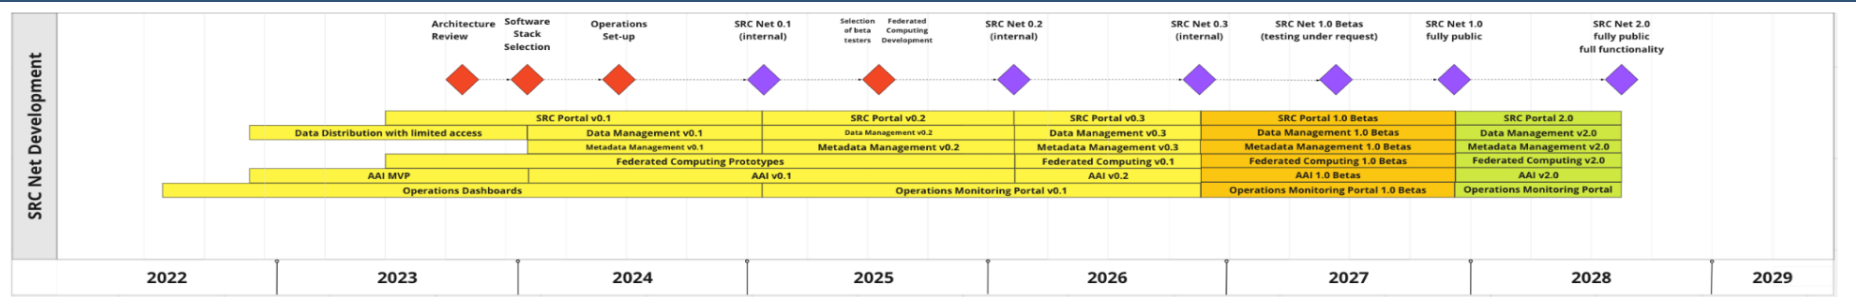 SRC Net Development
Architecture
Review
Software
Stack
Selection
Operations
Set-up
SRC Net 0.1
(internal)
Selection
of beta
testers
Federated
Computing
Development
SRC Net 0.2
(internal)
SRC Net 0.3
(internal)
SRC Net 1.0 Betas
(testing under request)
SRC Net 1.0
fully public
SRC Net 2.0
fully public
full functionality
SRC Portal v0.1
SRC Portal v0.2
SRC Portal v0.3
SRC Portal 1.0 Betas
SRC Portal 2.0
Data Distribution with limited access
Data Management v0.1
Data Management v0.2
Data Management v0.3
Data Management 1.0 Betas
Data Management v2.0
Metadata Management v0.1
Metadata Management v0.2
Metadata Management v0.3
Metadata Management 1.0 Betas
Metadata Management v2.0
Federated Computing Prototypes
Federated Computing v0.1
Federated Computing 1.0 Betas
Federated Computing v2.0
AAI MVP
AAI v0.1
AAI v0.2
AAI 1.0 Betas
AAI v2.0
Operations Dashboards
Operations Monitoring Portal v0.1
Operations Monitoring Portal 1.0 Betas
Operations Monitoring Portal
2022
2023
2024
2025
2026
2027
2028
2029